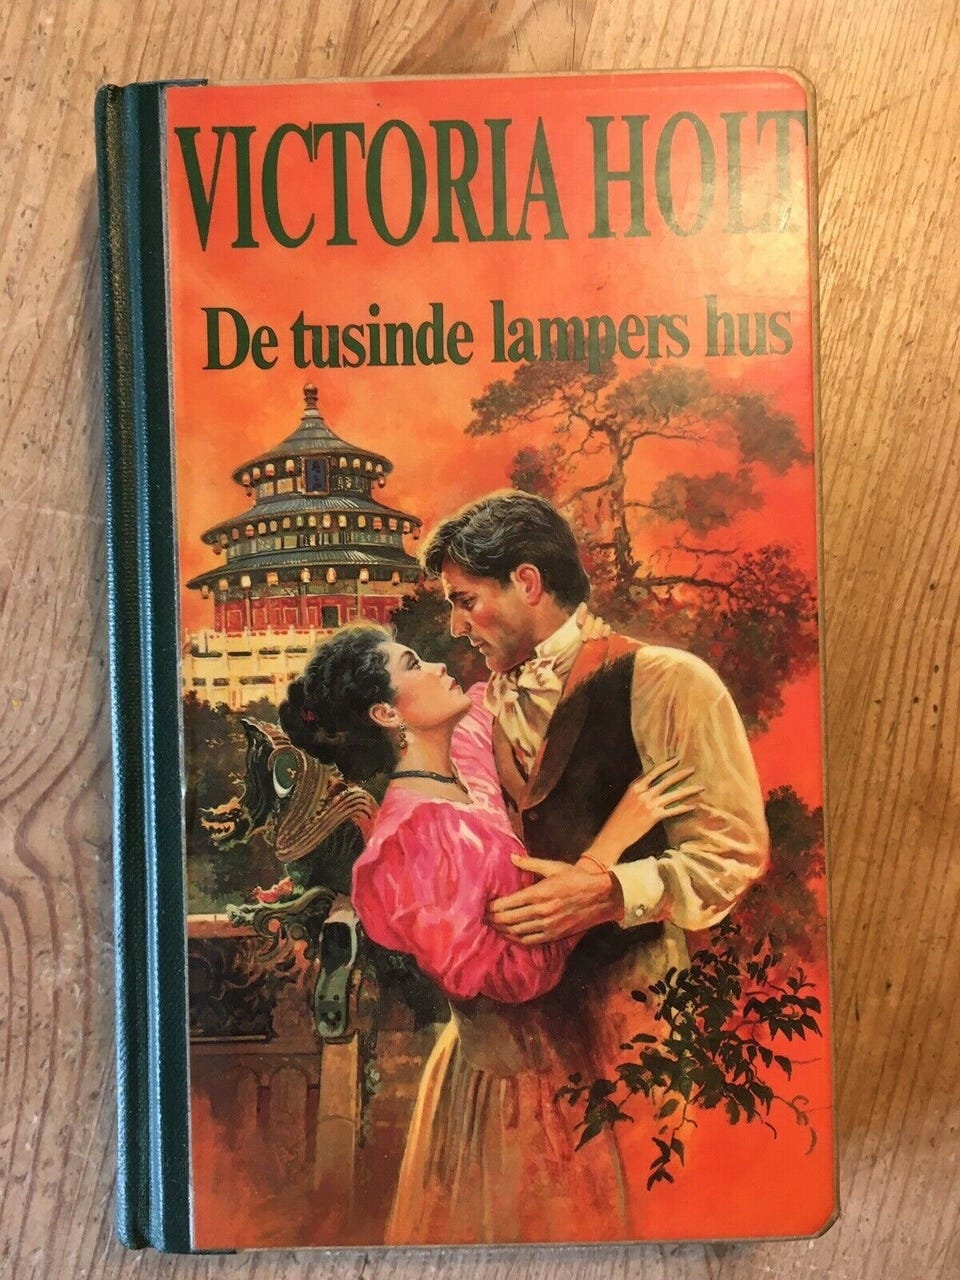 VICTORIA HOLT
De tusinde lampers hus